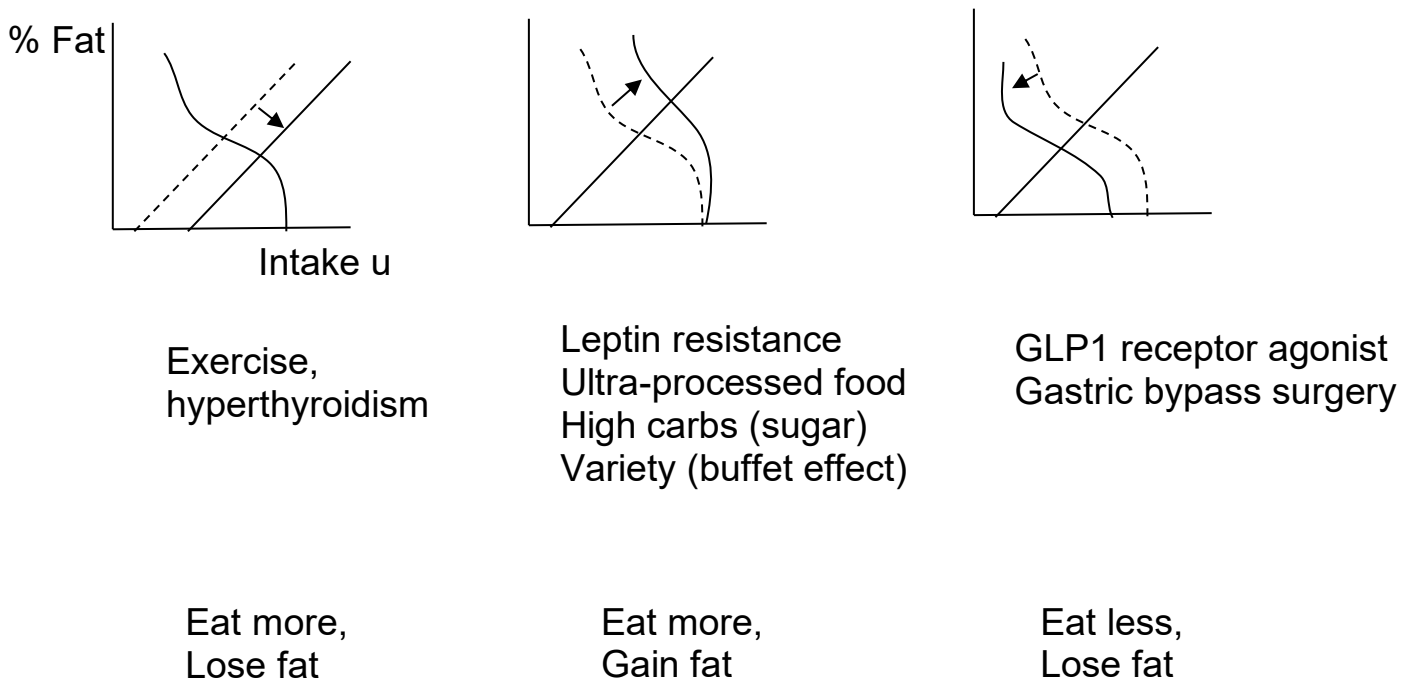 % Fat
Intake u
Exercise,
hyperthyroidism
Leptin resistance
Ultra-processed food
High carbs (sugar)
Variety (buffet effect)
GLP1 receptor agonist
Gastric bypass surgery
Eat more,
Lose fat
Eat more,
Gain fat
Eat less,
Lose fat